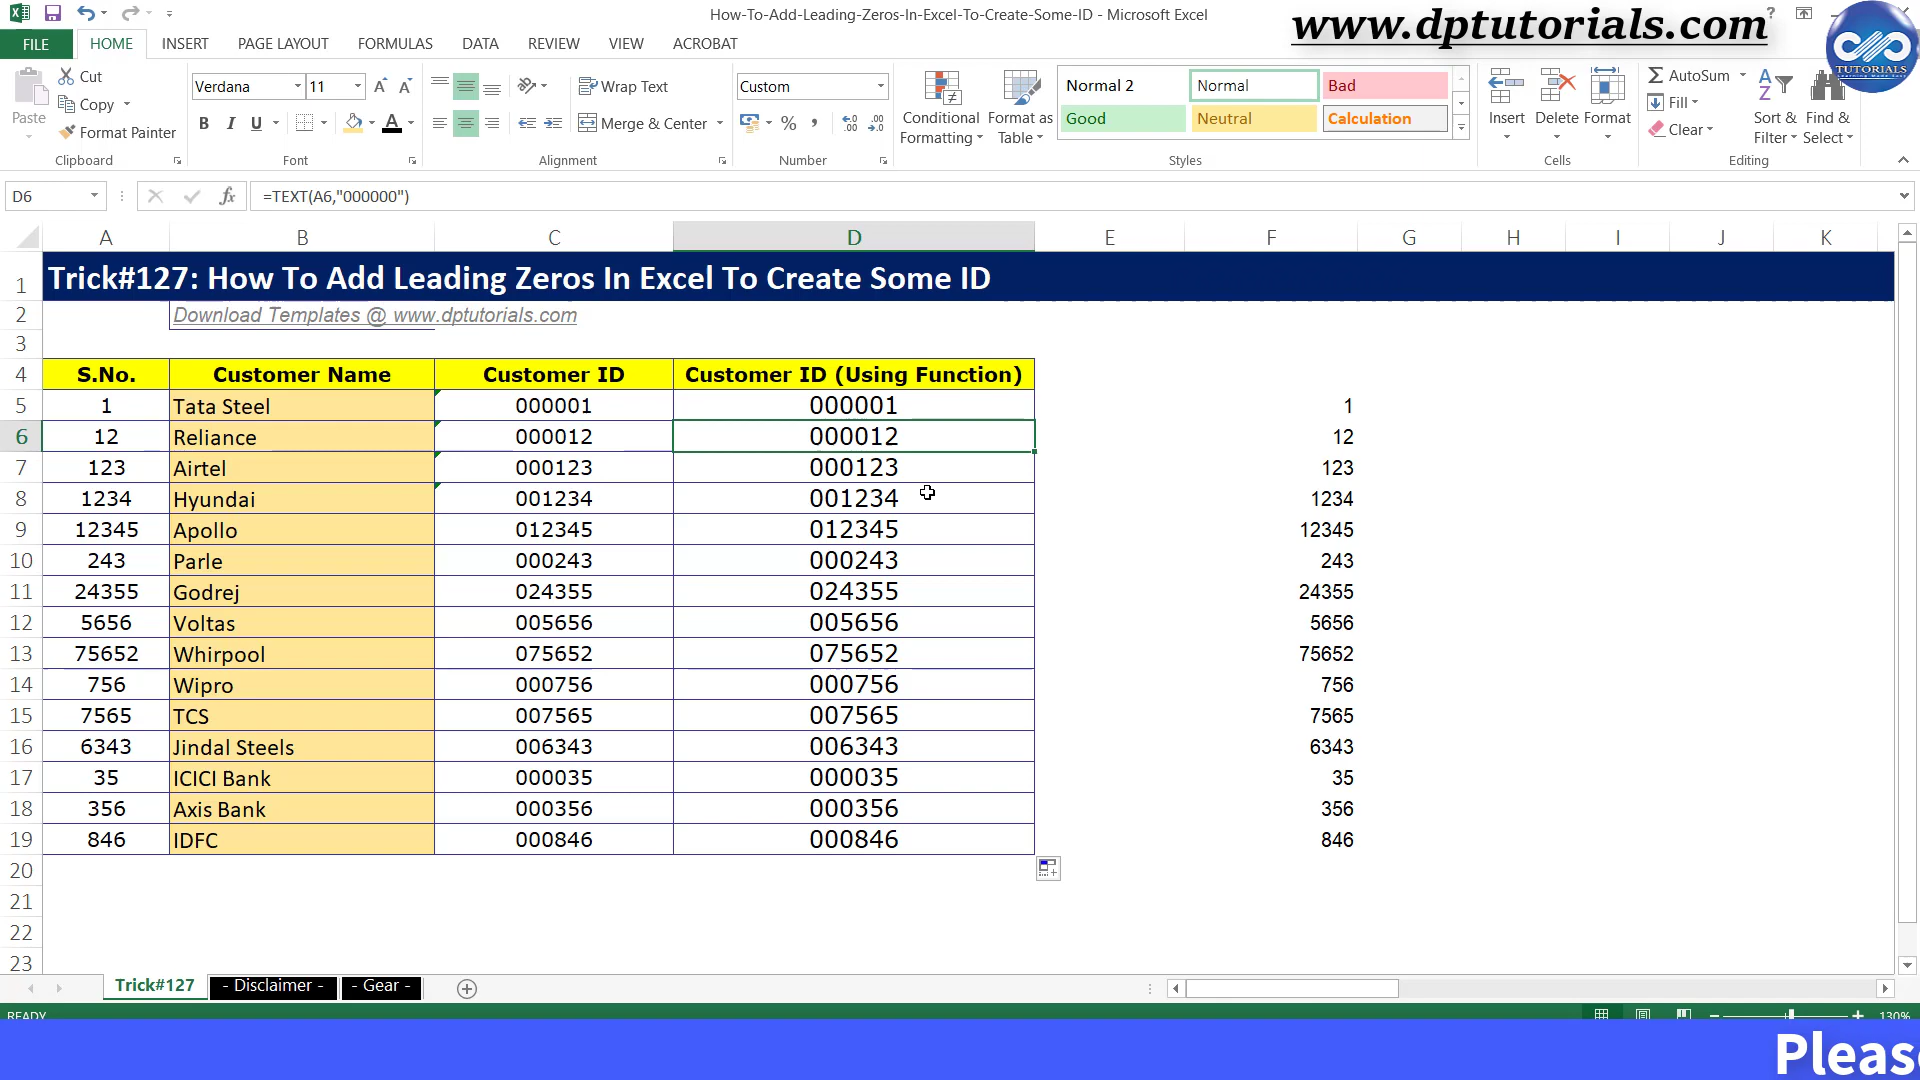 How-To-Add-Leading-Zeros-In-Excel-To-Create-Some-ID - Microsoft Excel
www.dptutorials.com
TUTORIALS
FILE HOME INSERT PAGE LAYOUT FORMULAS DATA REVIEW VIEW ACROBAT
Paste
Cut
Copy
Format Painter
Clipboard
Verdana 11
B I U A
Font
Wrap Text
Merge & Center
Alignment
Custom
%
Number
Conditional Formatting
Format as Table
Normal 2 Normal Bad
Good Neutral Calculation
Styles
Insert Delete Format
Cells
AutoSum
Fill
Clear
Sort & Filter
Find & Select
Editing
D6 fx =TEXT(A6,"000000")
A B C D E F G H I J K
1 Trick#127: How To Add Leading Zeros In Excel To Create Some ID
2 Download Templates @ www.dptutorials.com
3
4 S.No. Customer Name Customer ID Customer ID (Using Function)
5 1 Tata Steel 000001 000001 1
6 12 Reliance 000012 000012 12
7 123 Airtel 000123 000123 123
8 1234 Hyundai 001234 001234 1234
9 12345 Apollo 012345 012345 12345
10 243 Parle 000243 000243 243
11 24355 Godrej 024355 024355 24355
12 5656 Voltas 005656 005656 5656
13 75652 Whirpool 075652 075652 75652
14 756 Wipro 000756 000756 756
15 7565 TCS 007565 007565 7565
16 6343 Jindal Steels 006343 006343 6343
17 35 ICICI Bank 000035 000035 35
18 356 Axis Bank 000356 000356 356
19 846 IDFC 000846 000846 846
20
21
22
23
Trick#127 - Disclaimer - - Gear -
READY 130%
Pleas